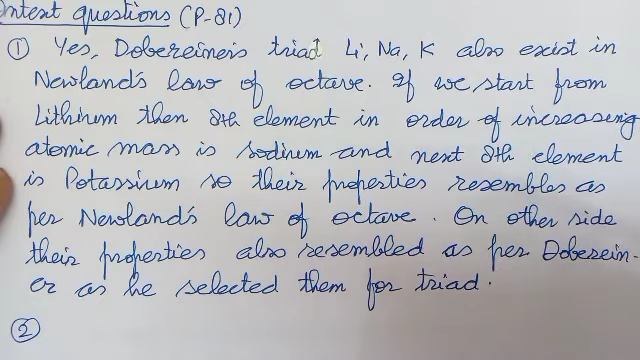 ntext questions (P-81)
① Yes, Dobereiner's triad Li, Na, K also exist in
Newland's law of octave. If we start from
Lithium then 8th element in order of increasing
atomic mass is sodium and next 8th element
is Potassium so their properties resembles as
per Newland's law of octave. On other side
their properties also resembled as per Doberein-
er as he selected them for triad.
②